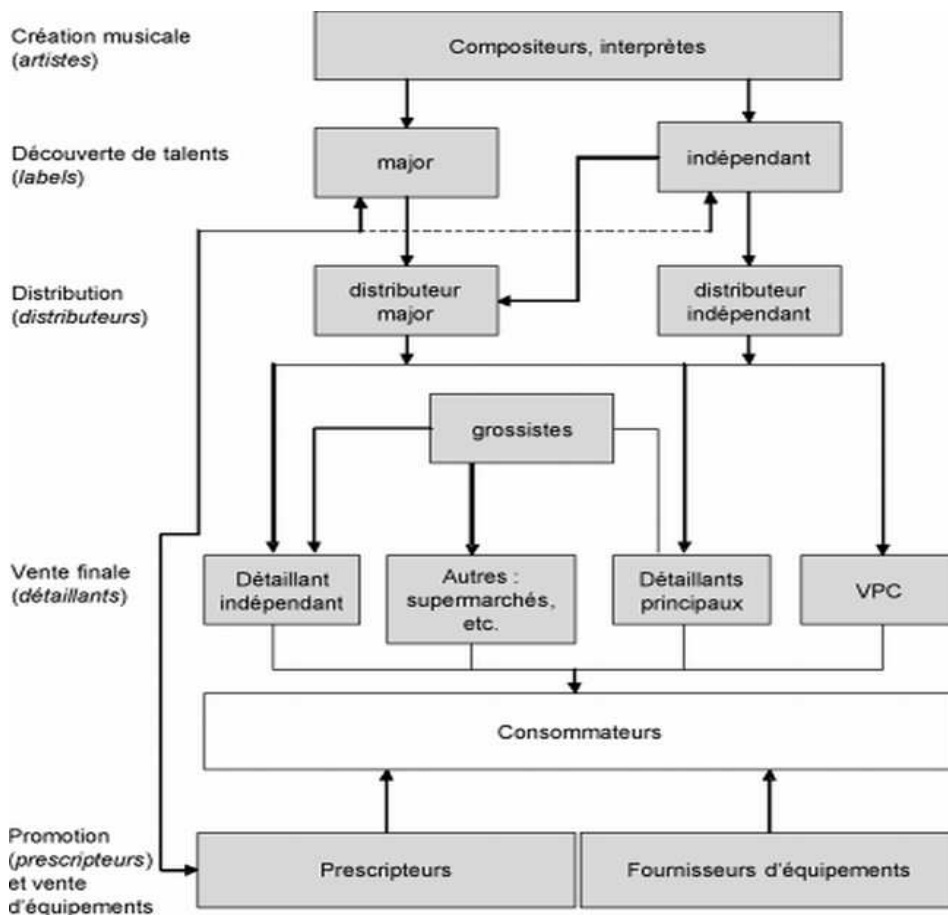 Création musicale
(artistes)
Compositeurs, interprètes
Découverte de talents
(labels)
major
indépendant
Distribution
(distributeurs)
distributeur
major
distributeur
indépendant
grossistes
Vente finale
(détaillants)
Détaillant
indépendant
Autres :
supermarchés,
etc.
Détaillants
principaux
VPC
Consommateurs
Promotion
(prescripteurs)
et vente
d'équipements
Prescripteurs
Fournisseurs d'équipements